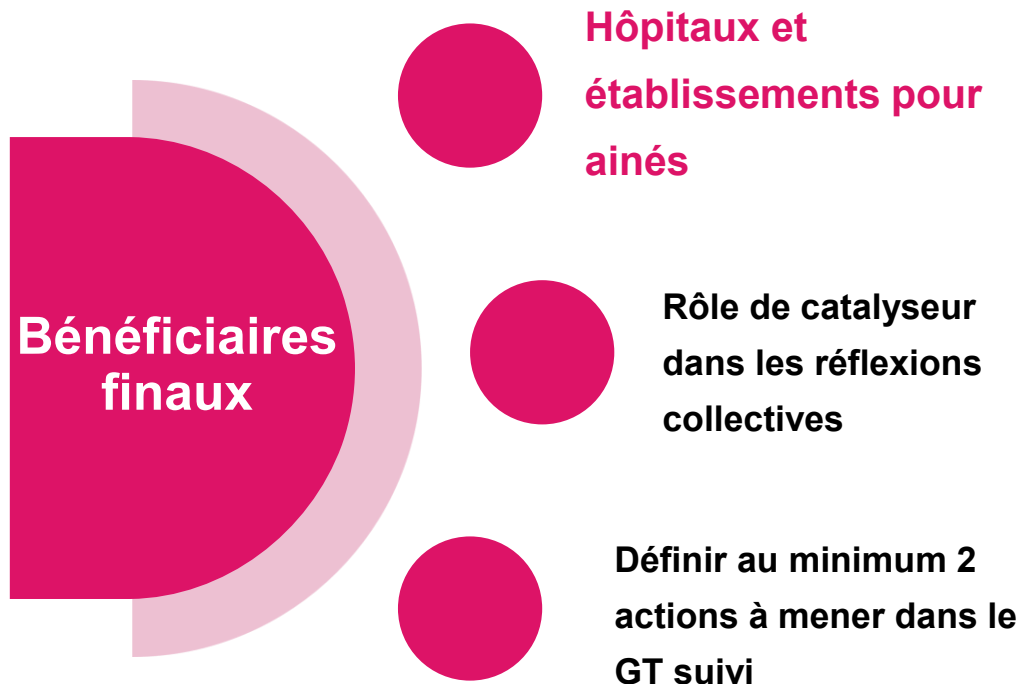 Hôpitaux et
établissements pour
ainés
Bénéficiaires
finaux
Rôle de catalyseur
dans les réflexions
collectives
Définir au minimum 2
actions à mener dans le
GT suivi